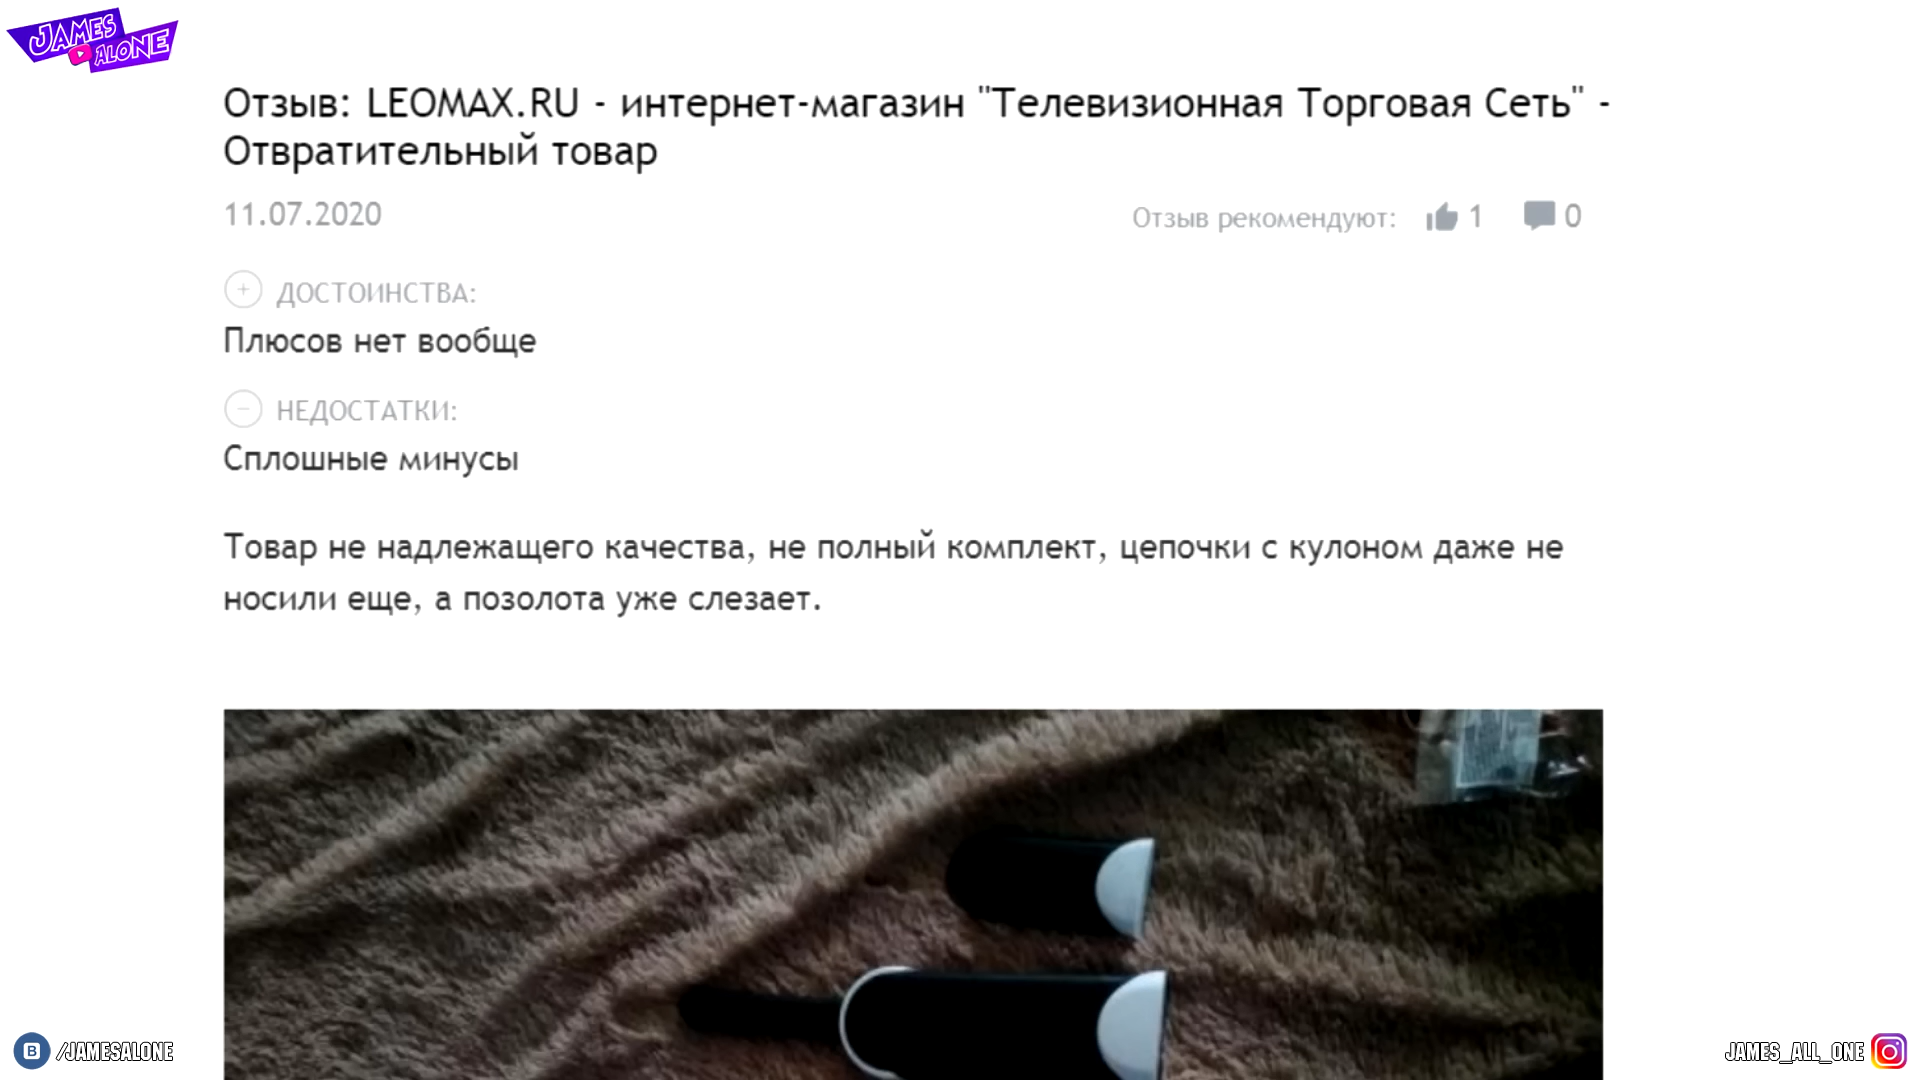 JAMES
ALONE
Отзыв: LEOMAX.RU - интернет-магазин "Телевизионная Торговая Сеть" -
Отвратительный товар
11.07.2020
Отзыв рекомендуют: 1 0
ДОСТОИНСТВА:
Плюсов нет вообще
НЕДОСТАТКИ:
Сплошные минусы
Товар не надлежащего качества, не полный комплект, цепочки с кулоном даже не
носили еще, а позолота уже слезает.
/JAMESALONE
JAMES_ALL_ONE